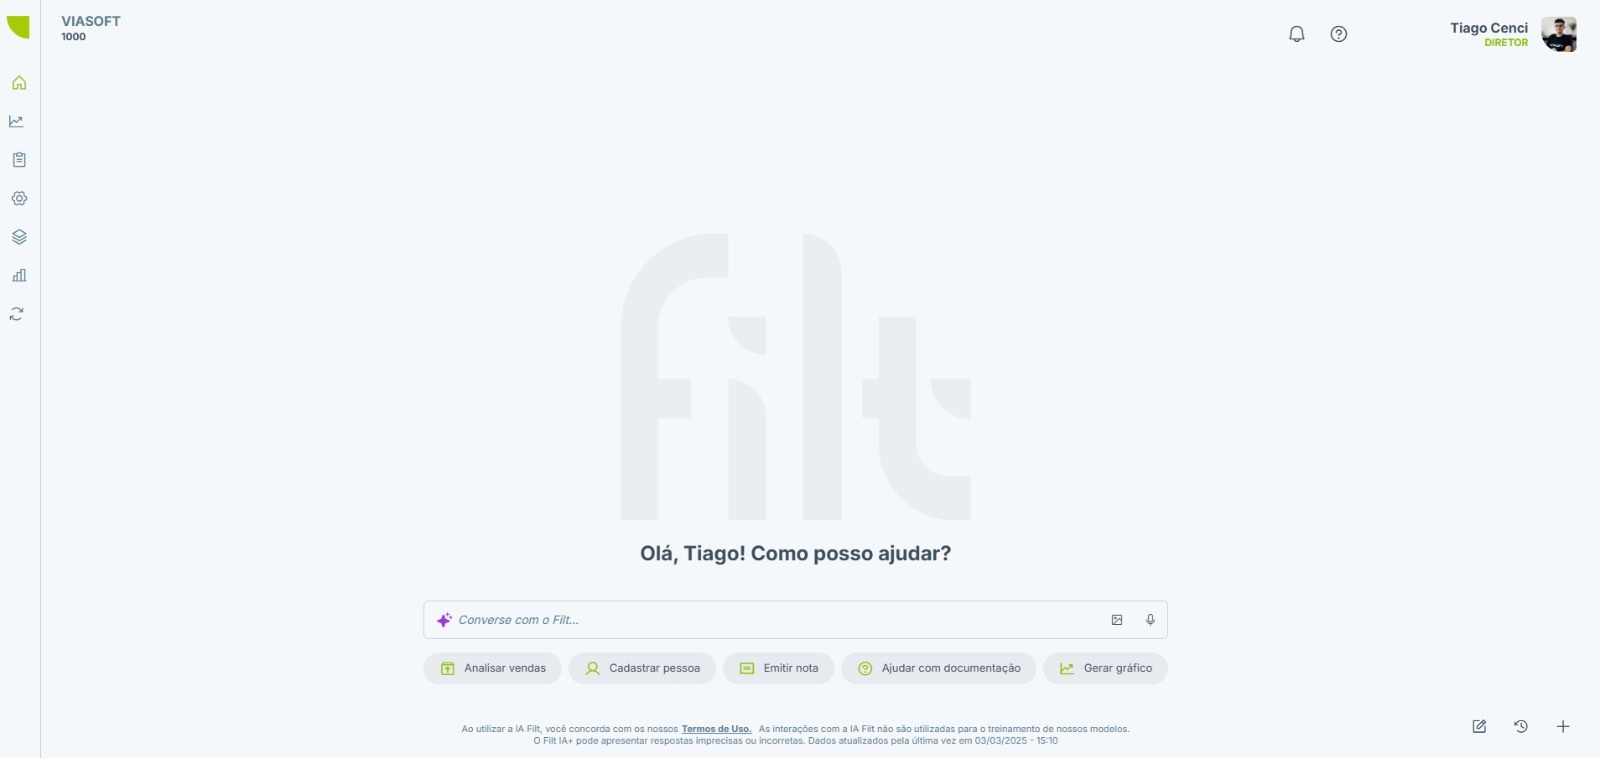 VIASOFT
1000
Tiago Cenci
DIRETOR
filt
Olá, Tiago! Como posso ajudar?
Converse com o Filt...
Analisar vendas
Cadastrar pessoa
Emitir nota
Ajudar com documentação
Gerar gráfico
Ao utilizar a IA Filt, você concorda com os nossos Termos de Uso. As interações com a IA Filt não são utilizadas para o treinamento de nossos modelos.
O Filt IA+ pode apresentar respostas imprecisas ou incorretas. Dados atualizados pela última vez em 03/03/2025 - 15:10